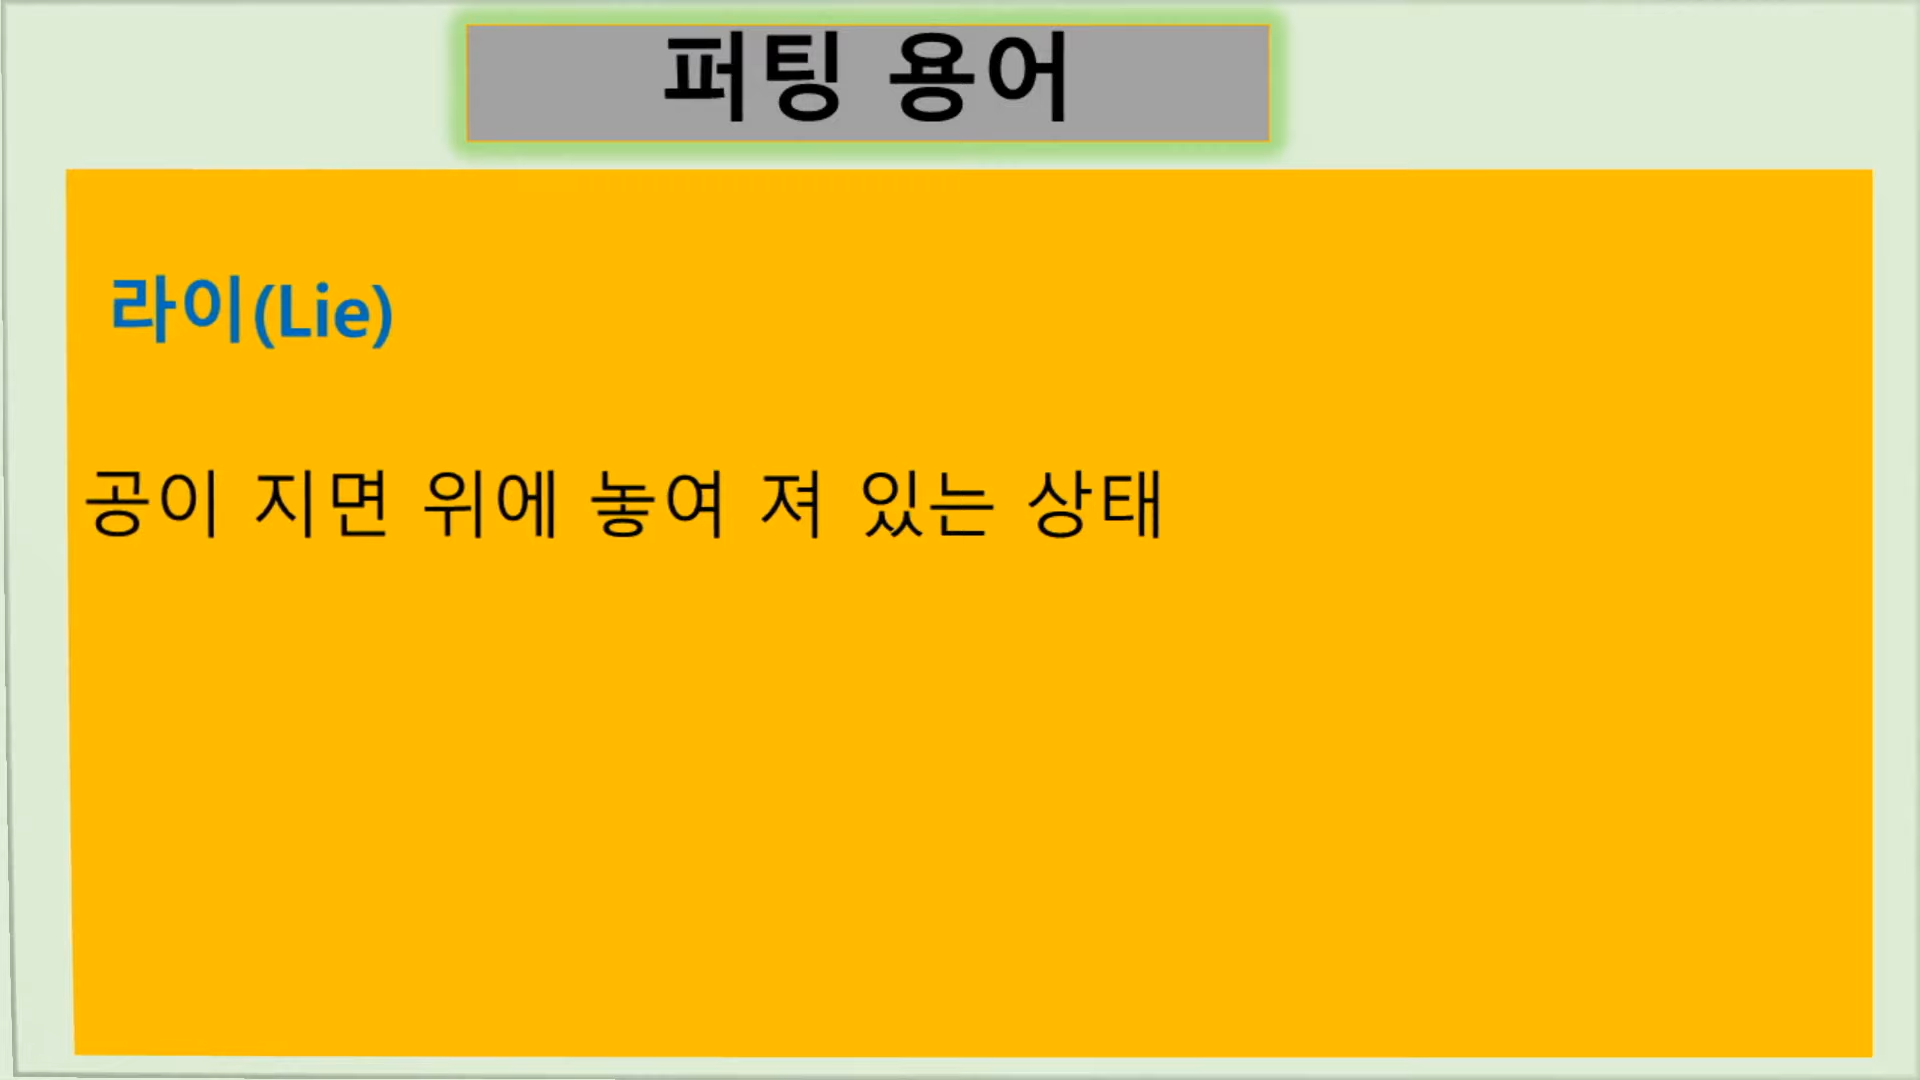 퍼팅 용어
라이(Lie)
공이 지면 위에 놓여 져 있는 상태